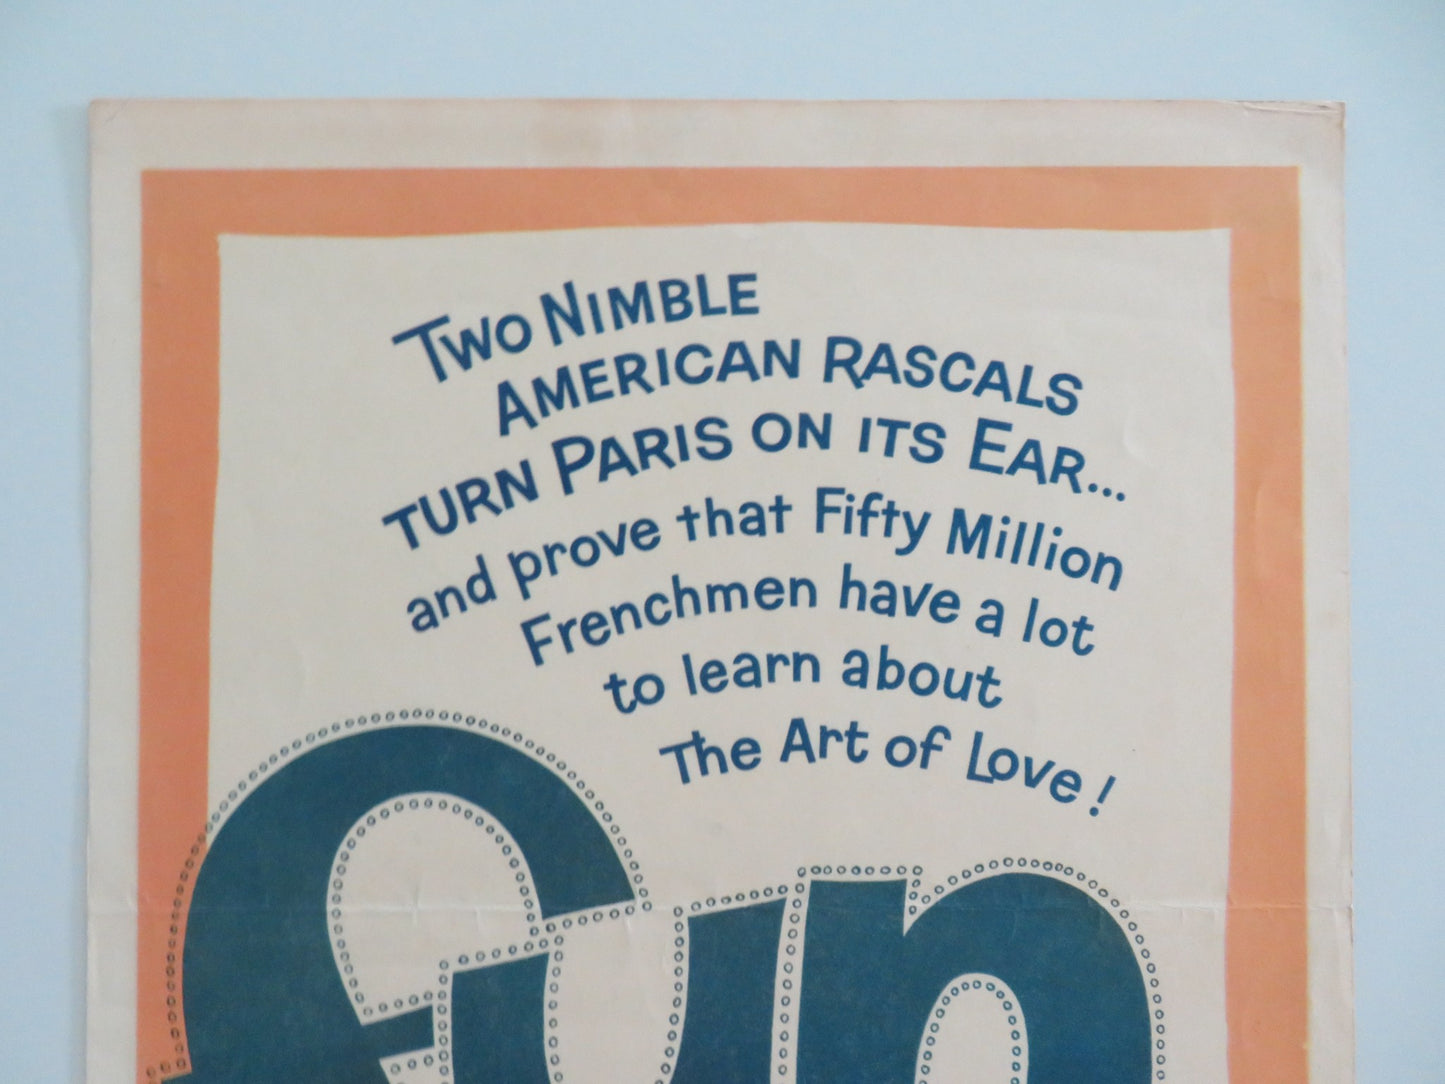 Two Nimble
American Rascals
turn Paris on its Ear...
and prove that Fifty Million
Frenchmen have a lot
to learn about
The Art of Love!
fun